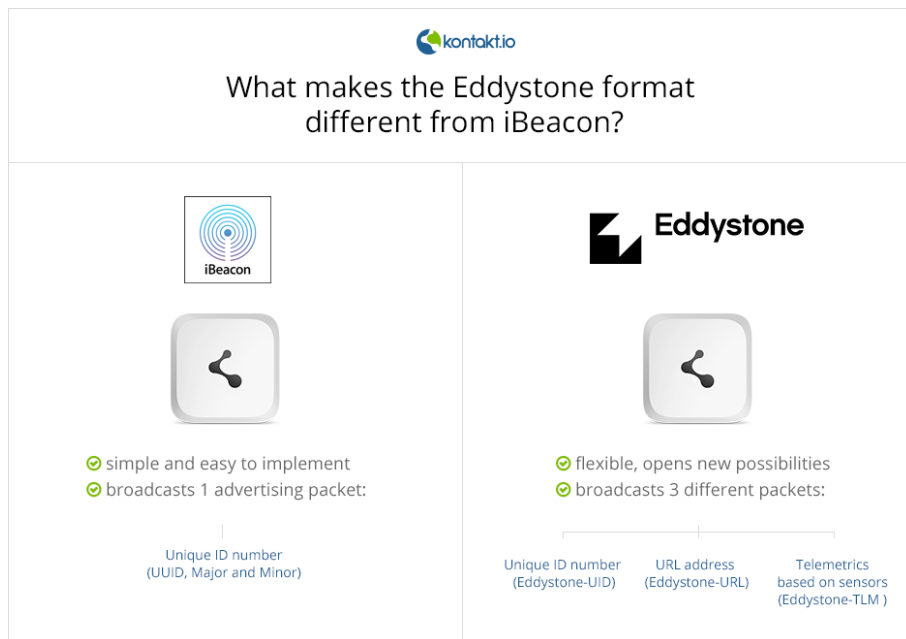 kontakt.io
What makes the Eddystone format
different from iBeacon?
iBeacon
simple and easy to implement
broadcasts 1 advertising packet:
Unique ID number
(UUID, Major and Minor)
Eddystone
flexible, opens new possibilities
broadcasts 3 different packets:
Unique ID number
(Eddystone-UID)
URL address
(Eddystone-URL)
Telemetrics
based on sensors
(Eddystone-TLM )